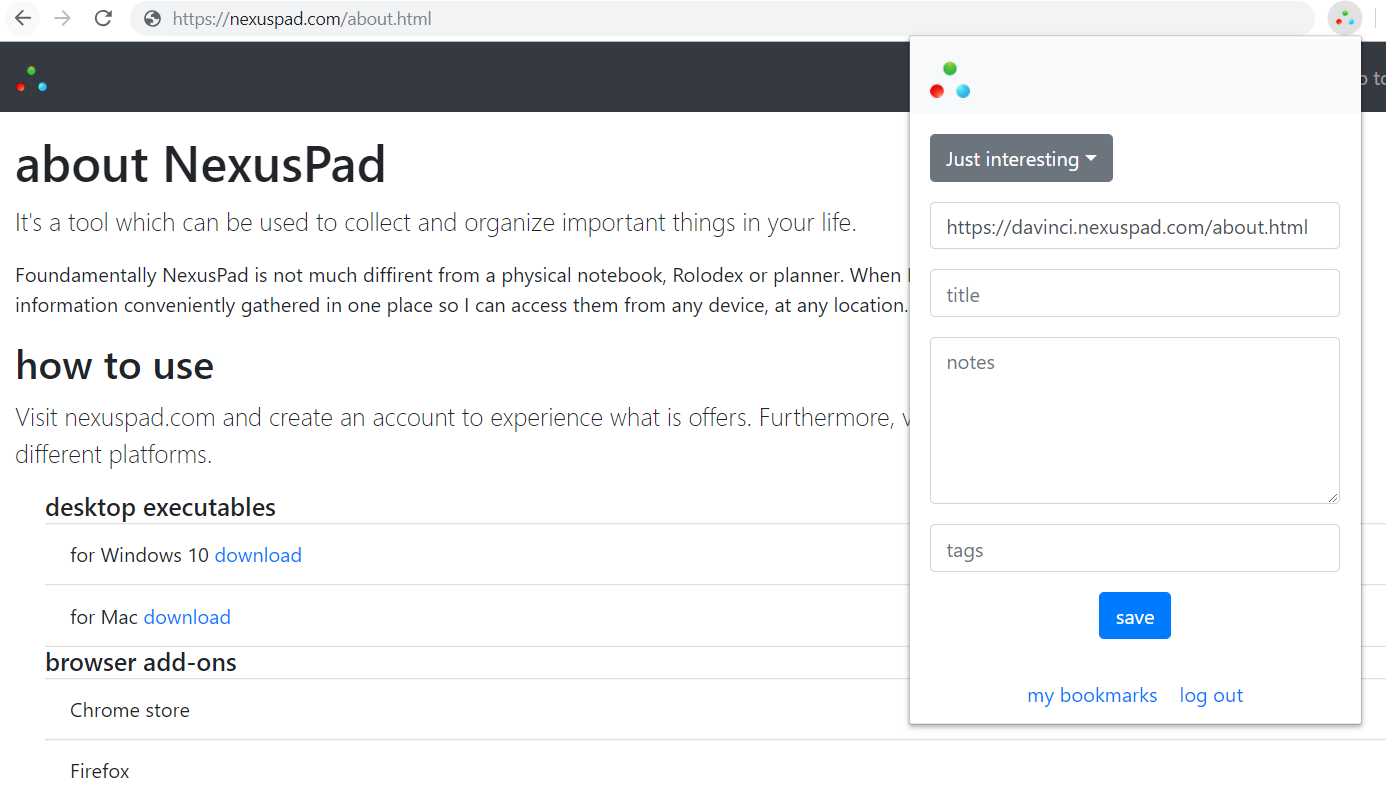 https://nexuspad.com/about.html
about NexusPad
It's a tool which can be used to collect and organize important things in your life.
Foundamentally NexusPad is not much diffirent from a physical notebook, Rolodex or planner. When
information conveniently gathered in one place so I can access them from any device, at any location.
how to use
Visit nexuspad.com and create an account to experience what is offers. Furthermore,
different platforms.
desktop executables
for Windows 10 download
for Mac download
browser add-ons
Chrome store
Firefox
Just interesting
https://davinci.nexuspad.com/about.html
title
notes
tags
save
my bookmarks log out